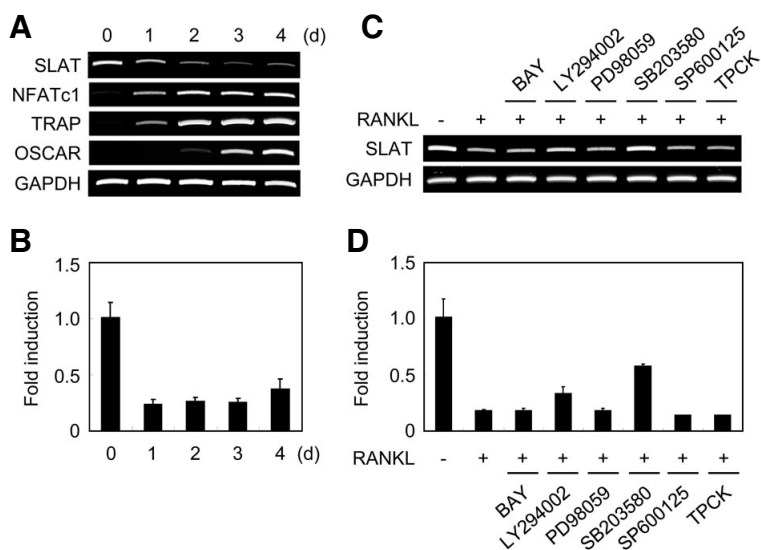 A
0 1 2 3 4 (d)
SLAT
NFATc1
TRAP
OSCAR
GAPDH
B
1.5
1.0
0.5
0
Fold induction
0 1 2 3 4 (d)
C
BAY LY294002 PD98059 SB203580 SP600125 TPCK
RANKL - + + + + + + +
SLAT
GAPDH
D
1.5
1.0
0.5
0
Fold induction
RANKL - + + + + + + +
BAY LY294002 PD98059 SB203580 SP600125 TPCK